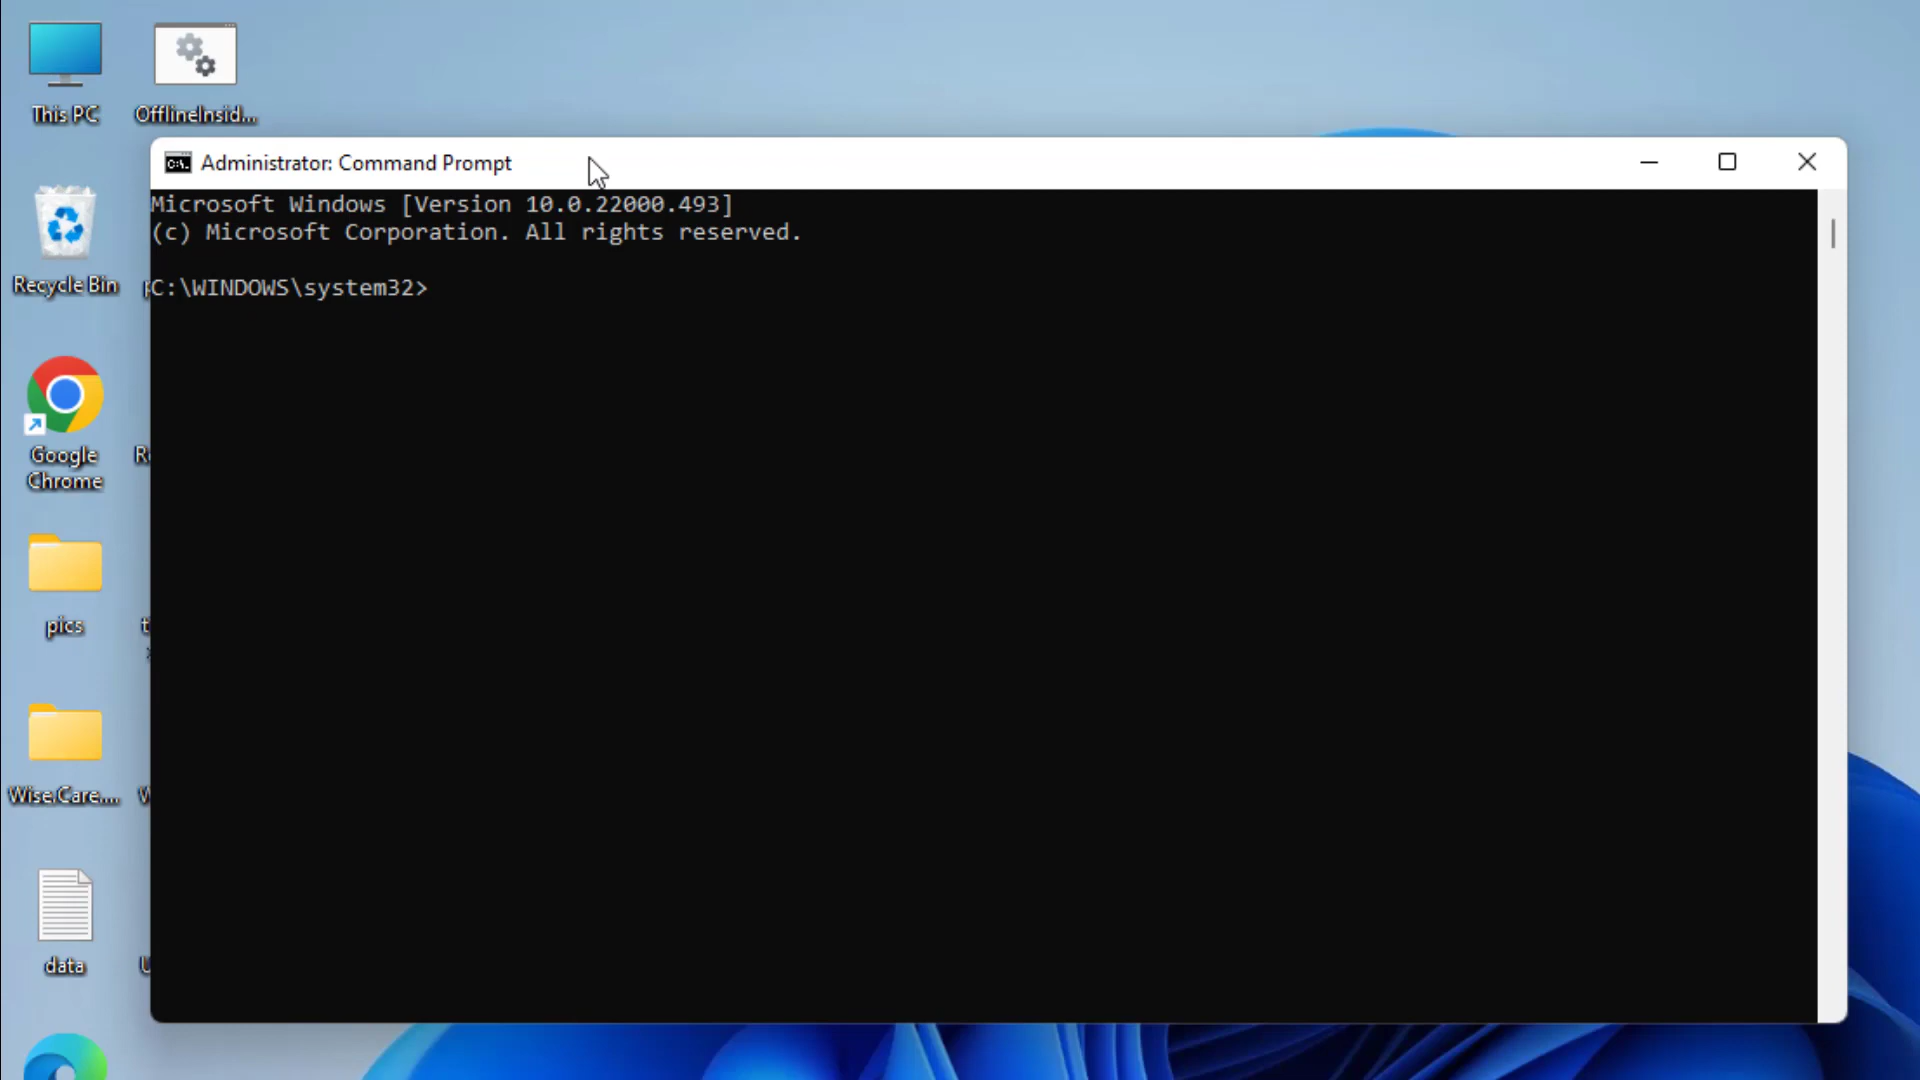 This PC
OfflineInsid...
Administrator: Command Prompt
Microsoft Windows [Version 10.0.22000.493]
(c) Microsoft Corporation. All rights reserved.
C:\WINDOWS\system32>
Recycle Bin
Google
Chrome
pics
Wise.Care....
data